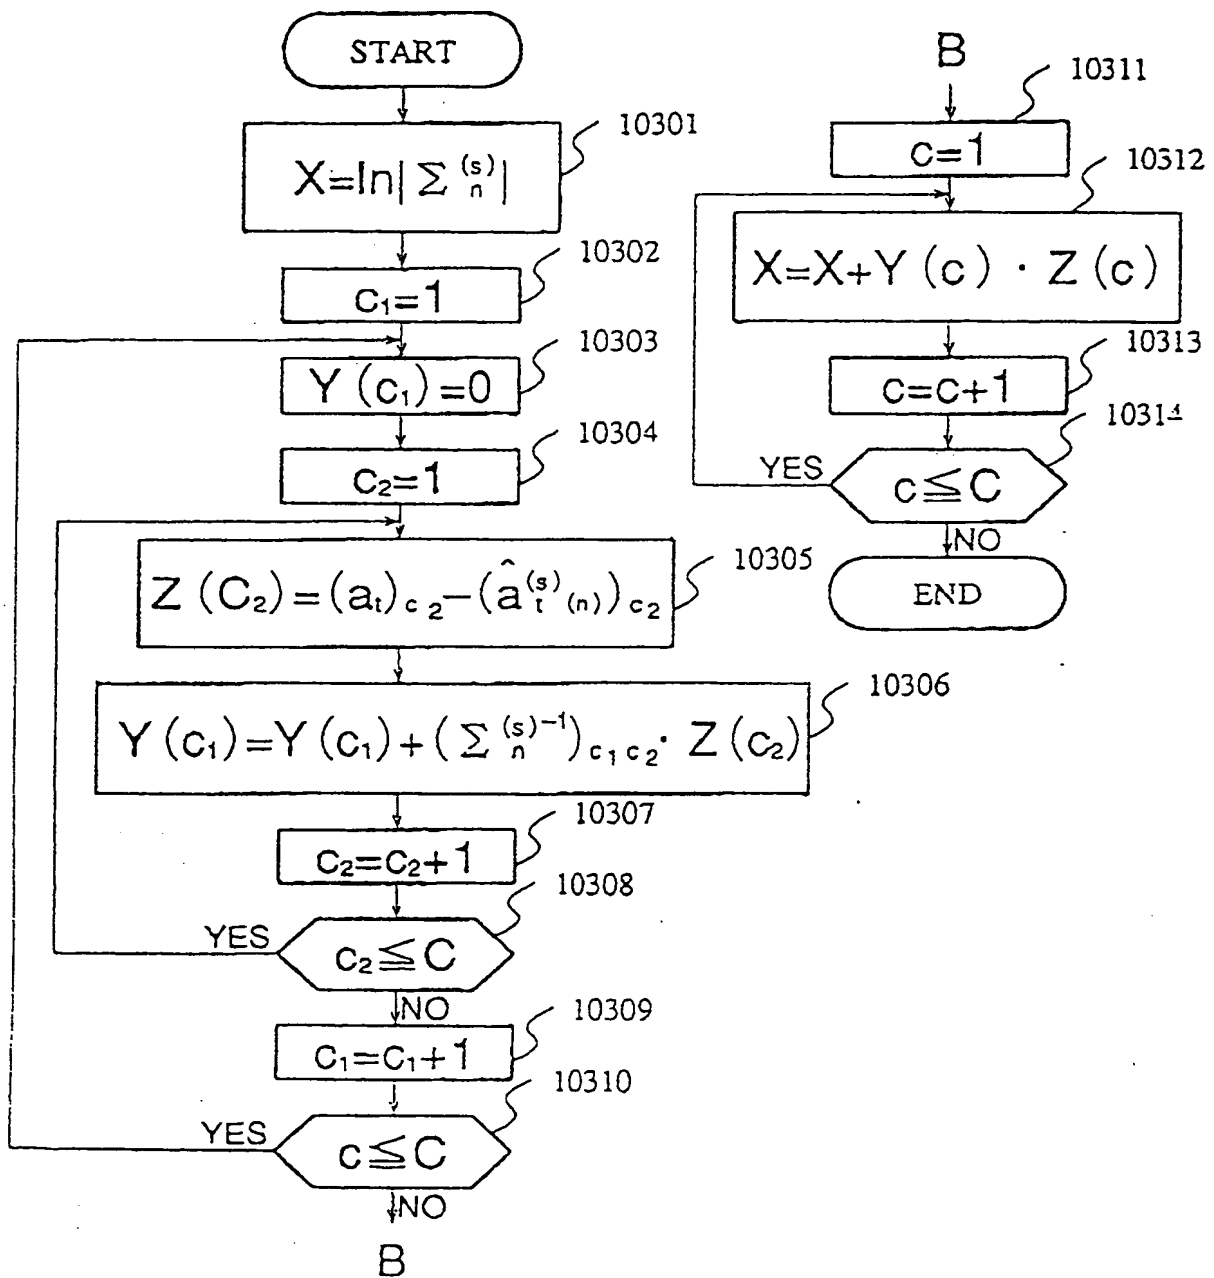 START
10301
X=ln| Σ n^(s) |
10302
c₁=1
10303
Y (c₁) =0
10304
c₂=1
10305
Z (C₂) = (aₜ)c₂ − (â t^(s) (n))c₂
10306
Y (c₁) =Y (c₁) + ( Σ n^(s)−1 )c₁c₂· Z (c₂)
10307
c₂=c₂+1
10308
c₂≦C
YES
NO
10309
c₁=c₁+1
10310
c≦C
YES
NO
B
B
10311
c=1
10312
X=X+Y (c) · Z (c)
10313
c=c+1
10314
c≦C
YES
NO
END